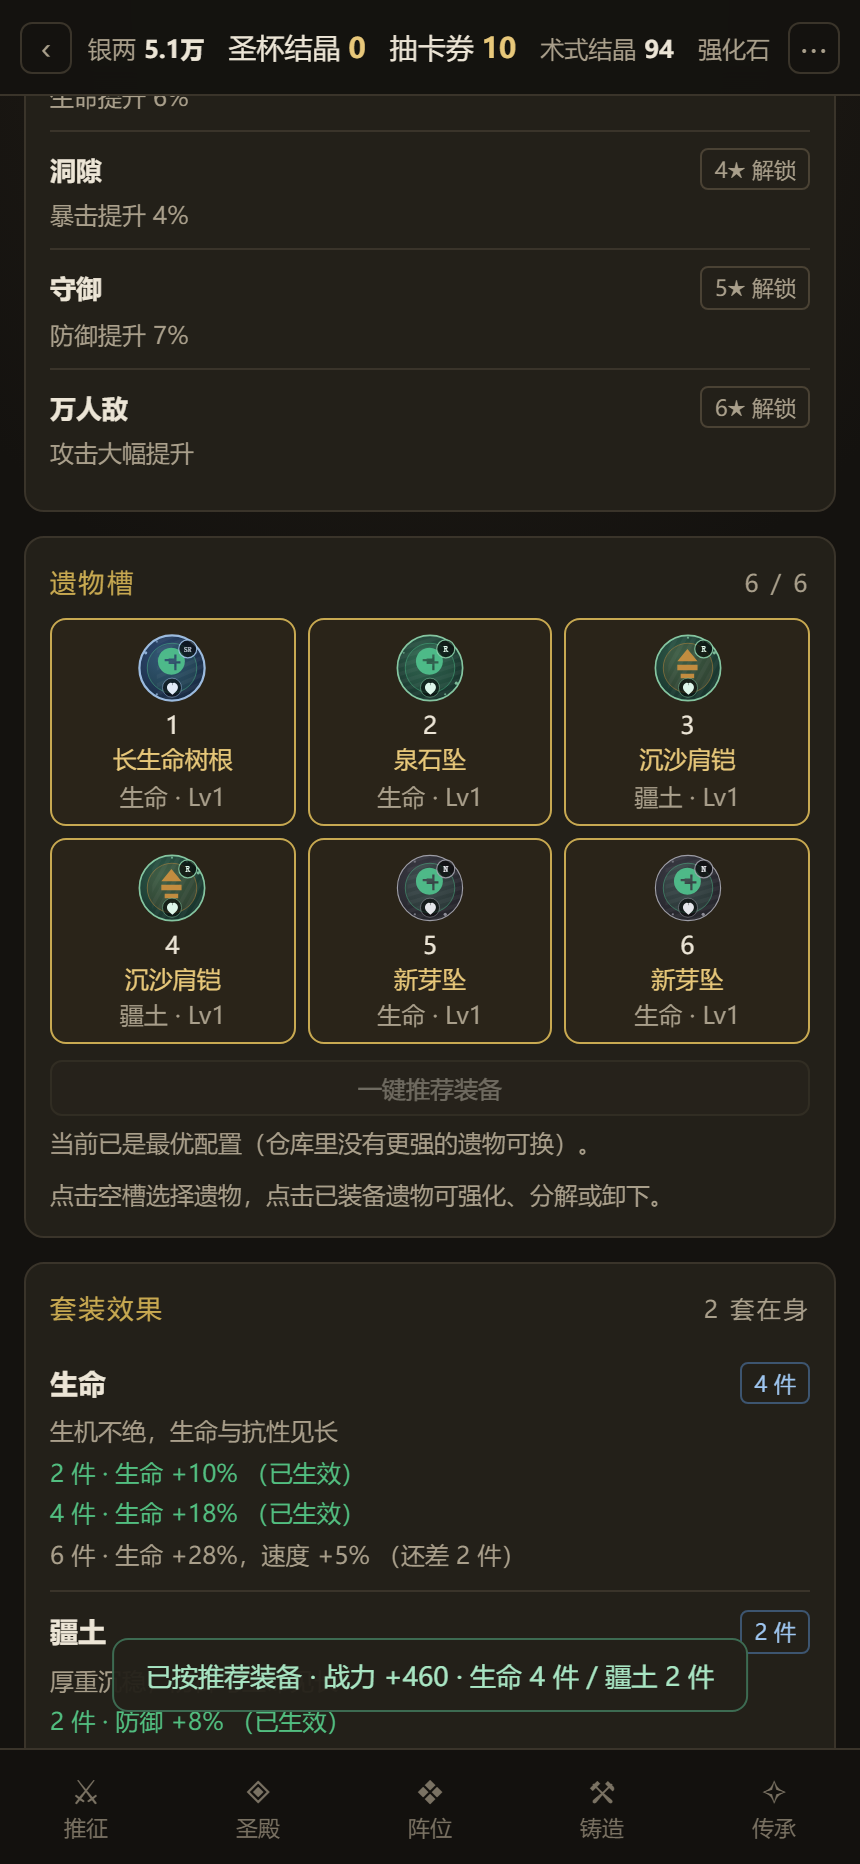 ‹ 银两 5.1万 圣杯结晶 0 抽卡券 10 术式结晶 94 强化石 ···
生命提升 6%
洞隙 4★ 解锁
暴击提升 4%
守御 5★ 解锁
防御提升 7%
万人敌 6★ 解锁
攻击大幅提升
遗物槽 6 / 6
SR R R
1 2 3
长生命树根 泉石坠 沉沙肩铠
生命 · Lv1 生命 · Lv1 疆土 · Lv1
R N N
4 5 6
沉沙肩铠 新芽坠 新芽坠
疆土 · Lv1 生命 · Lv1 生命 · Lv1
一键推荐装备
当前已是最优配置（仓库里没有更强的遗物可换）。
点击空槽选择遗物，点击已装备遗物可强化、分解或卸下。
套装效果 2 套在身
生命 4 件
生机不绝，生命与抗性见长
2 件 · 生命 +10% （已生效）
4 件 · 生命 +18% （已生效）
6 件 · 生命 +28%，速度 +5% （还差 2 件）
疆土 2 件
厚重沉
已按推荐装备 · 战力 +460 · 生命 4 件 / 疆土 2 件
2 件 · 防御 +8% （已生效）
推征 圣殿 阵位 铸造 传承